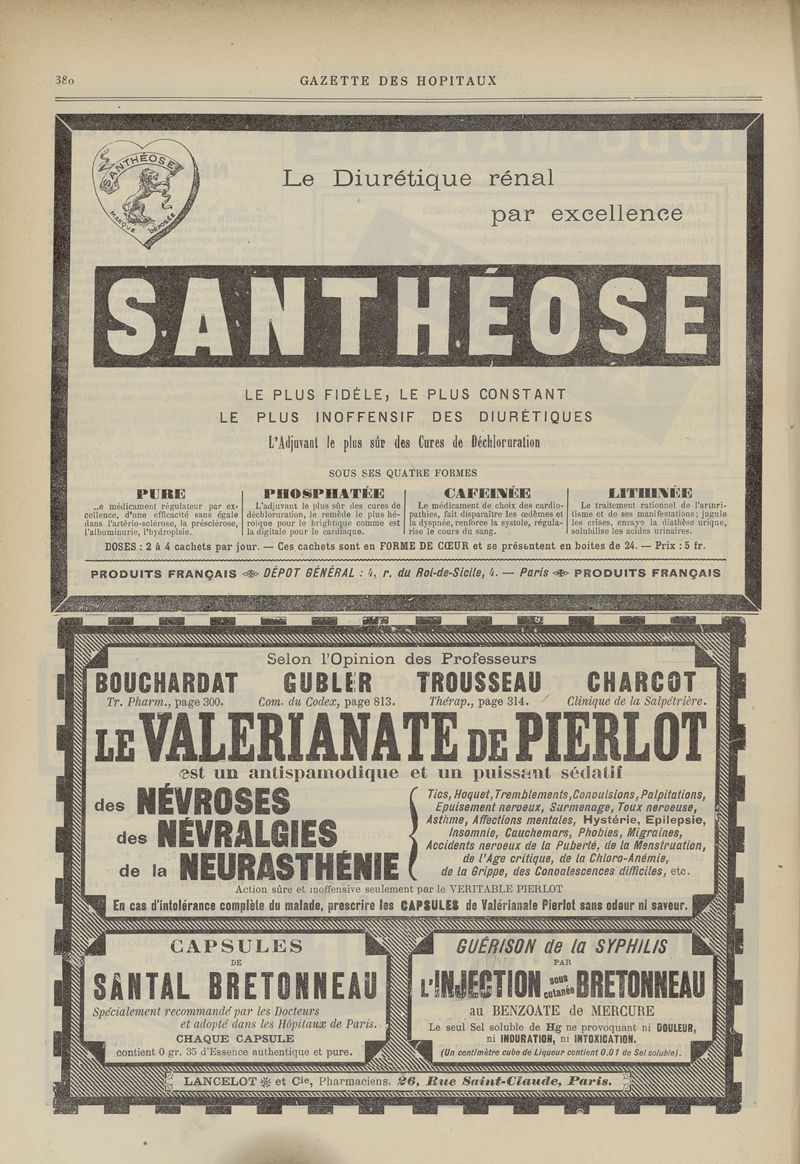 380
GAZETTE DES HOPITAUX
SANTHÉOSE
MARQUE DÉPOSÉE
Le Diurétique rénal
par excellence
SANTHÉOSE
LE PLUS FIDÈLE, LE PLUS CONSTANT
LE PLUS INOFFENSIF DES DIURÉTIQUES
L'Adjuvant le plus sûr des Cures de Déchloruration
SOUS SES QUATRE FORMES
PURE
..e médicament régulateur par ex-
cellence, d'une efficacité sans égale
dans l'artério-sclérose, la présclérose,
l'albuminurie, l'hydropisie.
PHOSPHATÉE
L'adjuvant le plus sûr des cures de
déchloruration, le remède le plus hé-
roique pour le brightique comme est
la digitale pour le cardiaque.
CAFEINÉE
Le médicament de choix des cardio-
pathies, fait disparaître les œdèmes et
la dyspnée, renforce la systole, régula-
rise le cours du sang.
LITHINÉE
Le traitement rationnel de l'arthri-
tisme et de ses manifestations; jugule
les crises, enraye la diathèse urique,
solubilise les acides urinaires.
DOSES : 2 à 4 cachets par jour. — Ces cachets sont en FORME DE CŒUR et se présentent en boites de 24. — Prix : 5 fr.
PRODUITS FRANÇAIS DÉPOT GÉNÉRAL : 4, r. du Roi-de-Sicile, 4. — Paris PRODUITS FRANÇAIS
Selon l'Opinion des Professeurs
BOUCHARDAT GUBLER TROUSSEAU CHARCOT
Tr. Pharm., page 300. Com. du Codex, page 813. Thérap., page 314. Clinique de la Salpétrière.
LE VALERIANATE DE PIERLOT
est un antispamodique et un puissant sédatif
des NÉVROSES
des NÉVRALGIES
de la NEURASTHÉNIE
Tics, Hoquet, Tremblements, Convulsions, Palpitations,
Epuisement nerveux, Surmenage, Toux nerveuse,
Asthme, Affections mentales, Hystérie, Epilepsie,
Insomnie, Cauchemars, Phobies, Migraines,
Accidents nerveux de la Puberté, de la Menstruation,
de l'Age critique, de la Chloro-Anémie,
de la Grippe, des Convalescences difficiles, etc.
Action sûre et inoffensive seulement par le VERITABLE PIERLOT
En cas d'intolérance complète du malade, prescrire les CAPSULES de Valérianate Pierlot sans odeur ni saveur.
CAPSULES
DE
SANTAL BRETONNEAU
Spécialement recommandé par les Docteurs
et adopté dans les Hôpitaux de Paris.
CHAQUE CAPSULE
contient 0 gr. 35 d'Essence authentique et pure.
GUÉRISON de la SYPHILIS
PAR
L'INJECTION sous cutanée BRETONNEAU
au BENZOATE de MERCURE
Le seul Sel soluble de Hg ne provoquant ni DOULEUR,
ni INDURATION, ni INTOXICATION.
(Un centimètre cube de Liqueur contient 0,01 de Sel soluble).
LANCELOT et Cie, Pharmaciens, 26, Rue Saint-Claude, Paris.